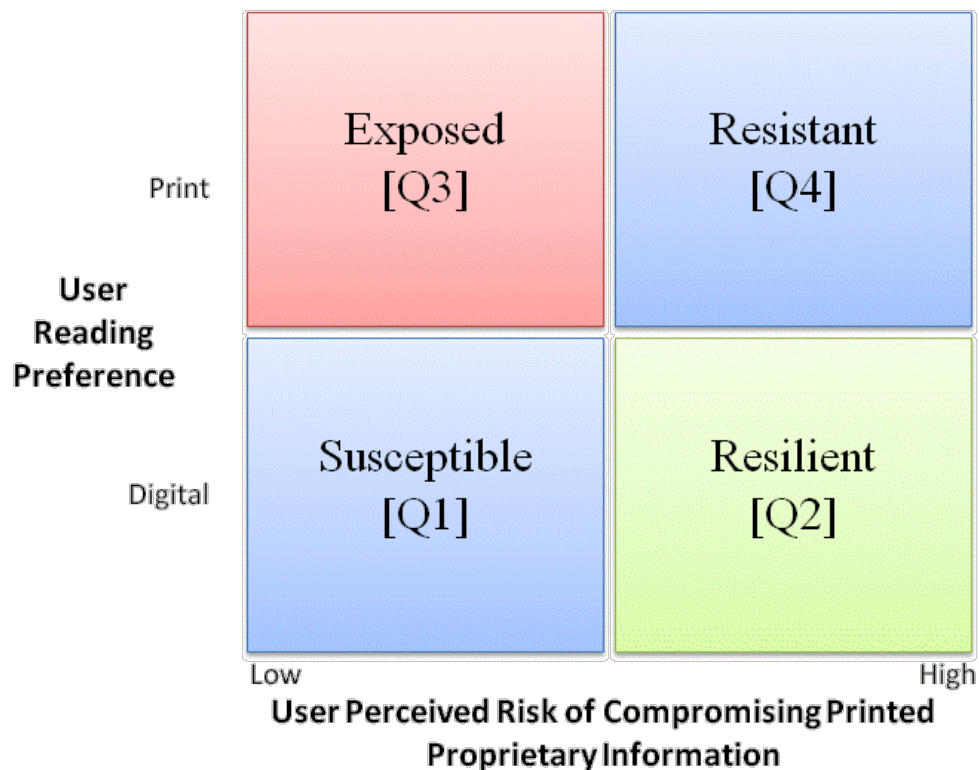 Exposed
[Q3]
Resistant
[Q4]
Print
User
Reading
Preference
Susceptible
[Q1]
Resilient
[Q2]
Digital
Low
High
User Perceived Risk of Compromising Printed
Proprietary Information